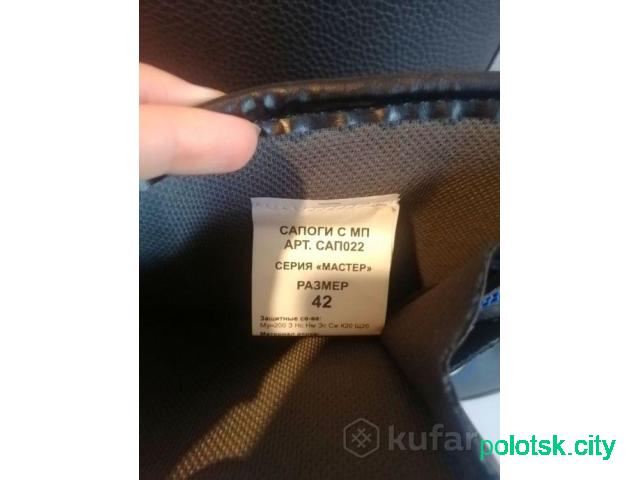 САПОГИ С МП
АРТ. САП022
СЕРИЯ «МАСТЕР»
РАЗМЕР
42
Защитные св-ва:
Мун200 З Нс Нм Эс См К20 Щ20
kufar
polotsk.city